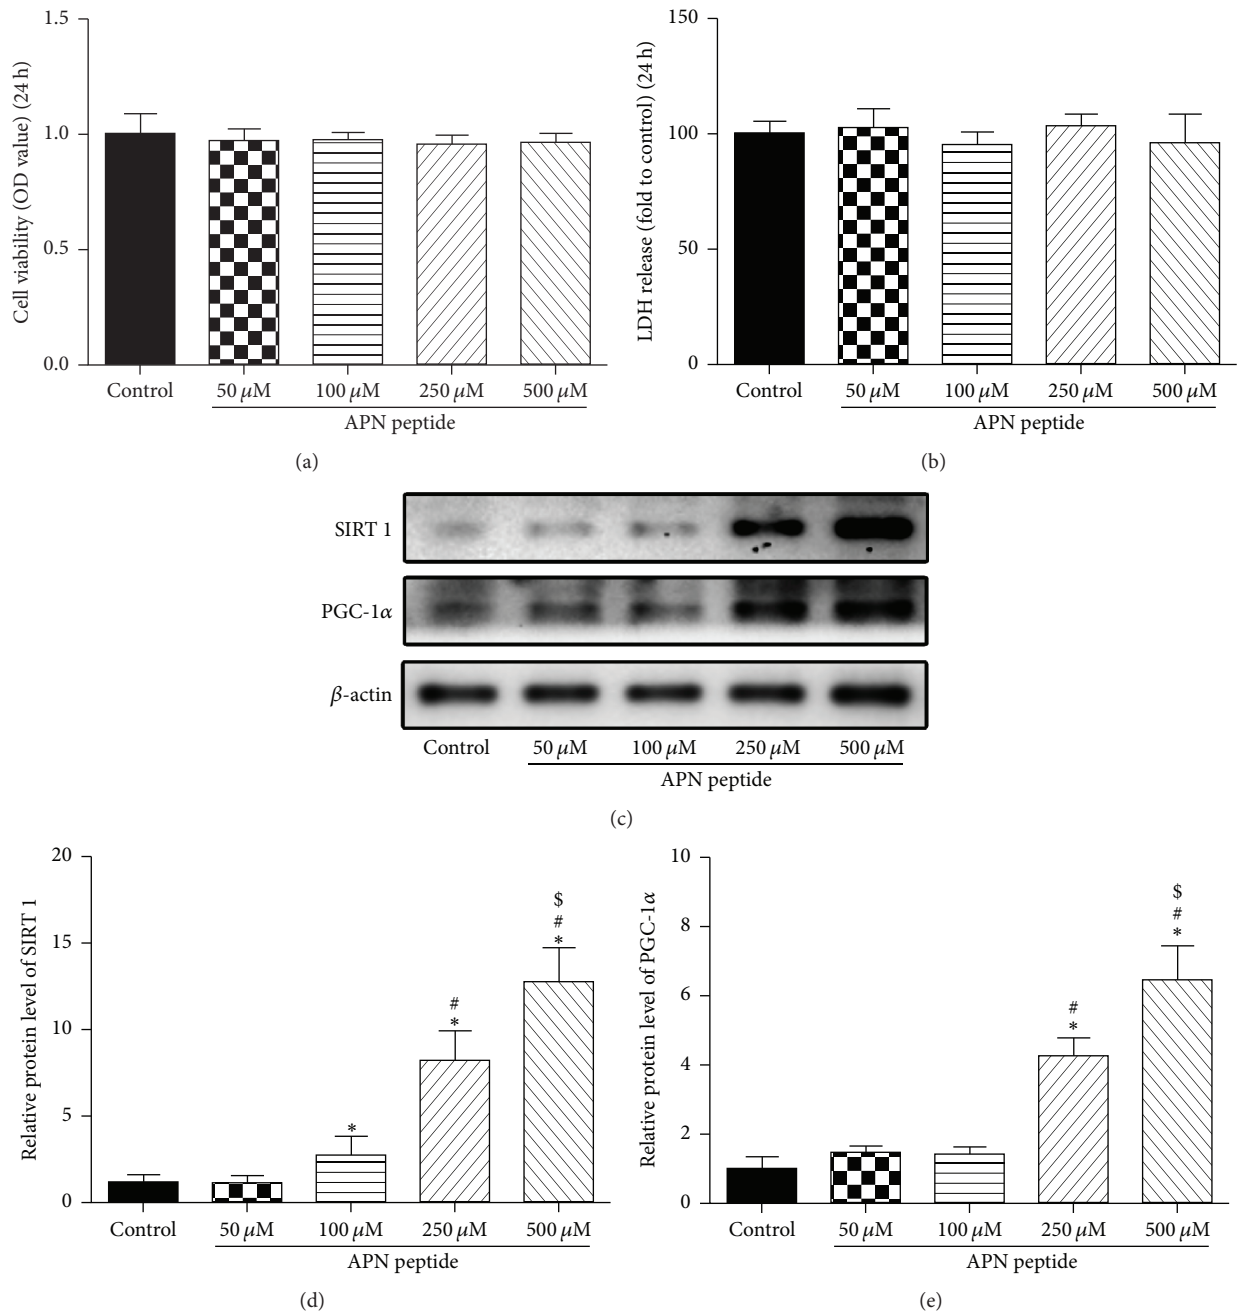 Cell viability (OD value) (24 h)
1.5
1.0
0.5
0.0
Control
50 μM
100 μM
250 μM
500 μM
APN peptide
(a)
LDH release (fold to control) (24 h)
150
100
50
0
Control
50 μM
100 μM
250 μM
500 μM
APN peptide
(b)
SIRT 1
PGC-1α
β-actin
Control
50 μM
100 μM
250 μM
500 μM
APN peptide
(c)
Relative protein level of SIRT 1
20
15
10
5
0
*
#
*
$
#
*
Control
50 μM
100 μM
250 μM
500 μM
APN peptide
(d)
Relative protein level of PGC-1α
10
8
6
4
2
0
#
*
$
#
*
Control
50 μM
100 μM
250 μM
500 μM
APN peptide
(e)